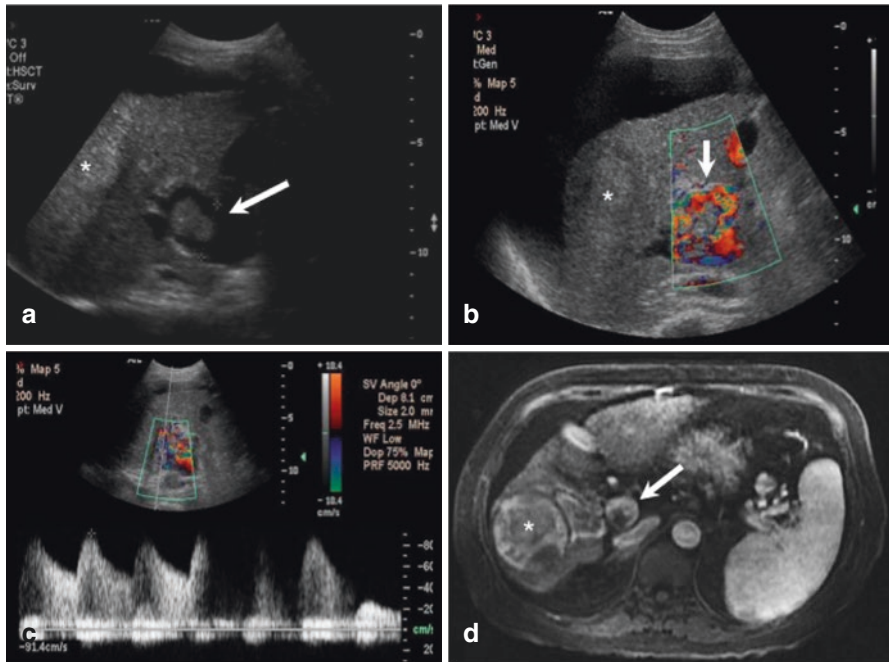 'C 3
Off
t:HSCT
:Surv
T®
-0
-5
-10
*
a
'C 3
Med
t:Gen
‰ Map 5
d
200 Hz
pt: Med V
-0
-5
-10
*
b
‰ Map 5
d
200 Hz
pt: Med V
-0
-5
-10
+ 18.4
- 18.4
cm/s
SV Angle 0°
Dep 8.1 cm
Size 2.0 mm
Freq 2.5 MHz
WF Low
Dop 75% Map
PRF 5000 Hz
-80
-60
-40
-20
cm/s
20
-91.4cm/s
c
*
d